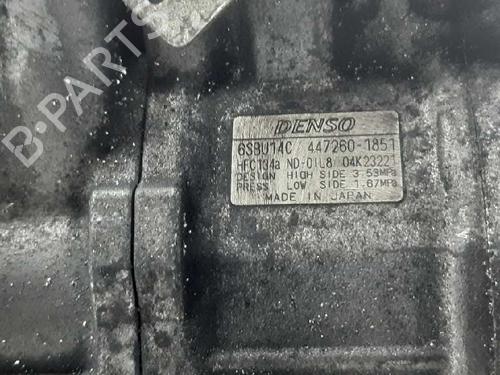 B-PARTS
DENSO
6SBU14C 447260-1851
HFC134a ND-OIL8 04K23221
DESIGN HIGH SIDE 3.53MPa
PRESS LOW SIDE 1.67MPa
MADE IN JAPAN